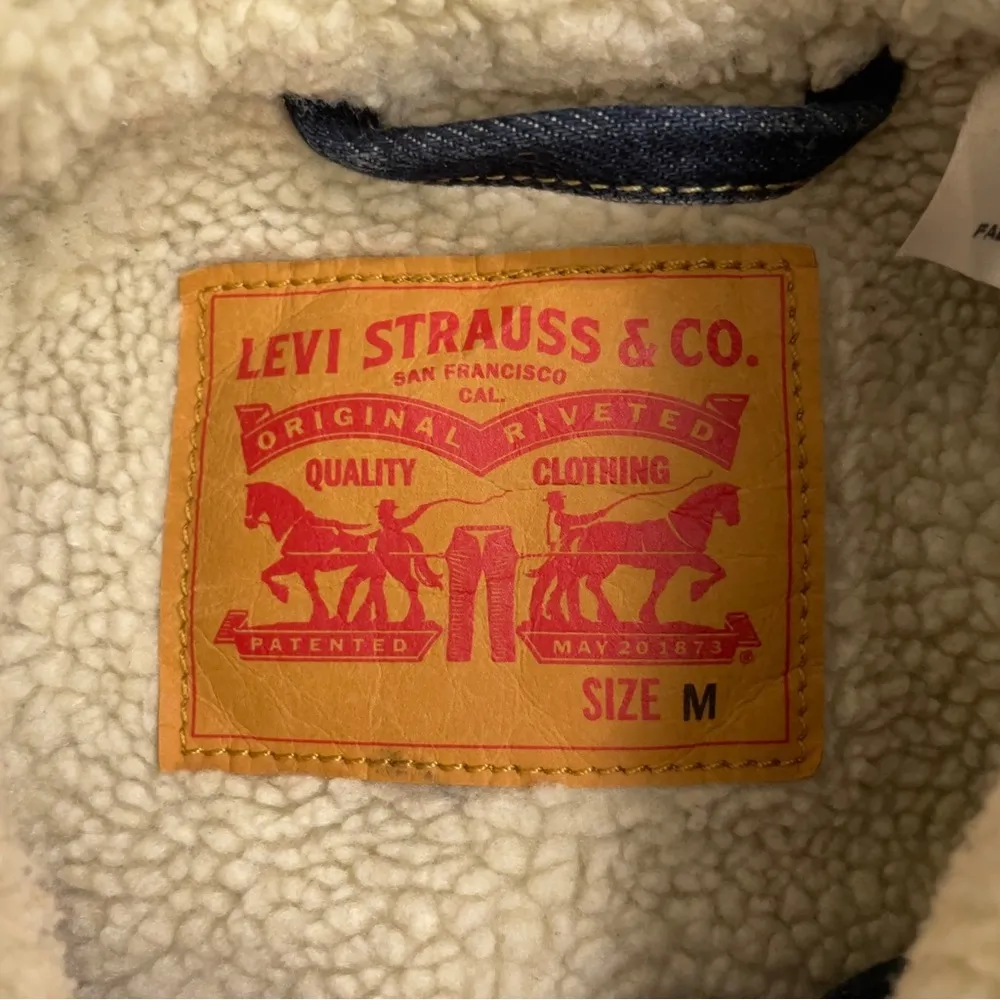 LEVI STRAUSS & CO.
SAN FRANCISCO
CAL.
ORIGINAL RIVETED
QUALITY CLOTHING
PATENTED MAY 20 1873 ®
SIZE M